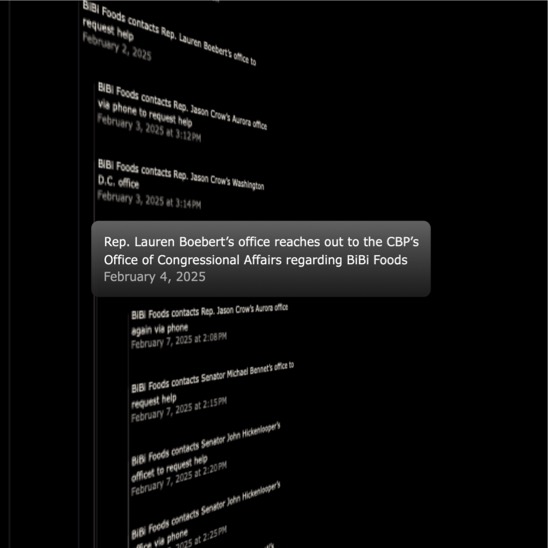 BiBi Foods contacts Rep. Lauren Boebert's office to
request help
February 2, 2025
BiBi Foods contacts Rep. Jason Crow's Aurora office
via phone to request help
February 3, 2025 at 3:12PM
BiBi Foods contacts Rep. Jason Crow's Washington
D.C. office
February 3, 2025 at 3:14PM
Rep. Lauren Boebert's office reaches out to the CBP's
Office of Congressional Affairs regarding BiBi Foods
February 4, 2025
BiBi Foods contacts Rep. Jason Crow's Aurora office
again via phone
February 7, 2025 at 2:08PM
BiBi Foods contacts Senator Michael Bennet's office to
request help
February 7, 2025 at 2:15PM
BiBi Foods contacts Senator John Hickenlooper's
officet to request help
February 7, 2025 at 2:20PM
BiBi Foods contacts Senator John Hickenlooper's
office via phone
2025 at 2:25PM